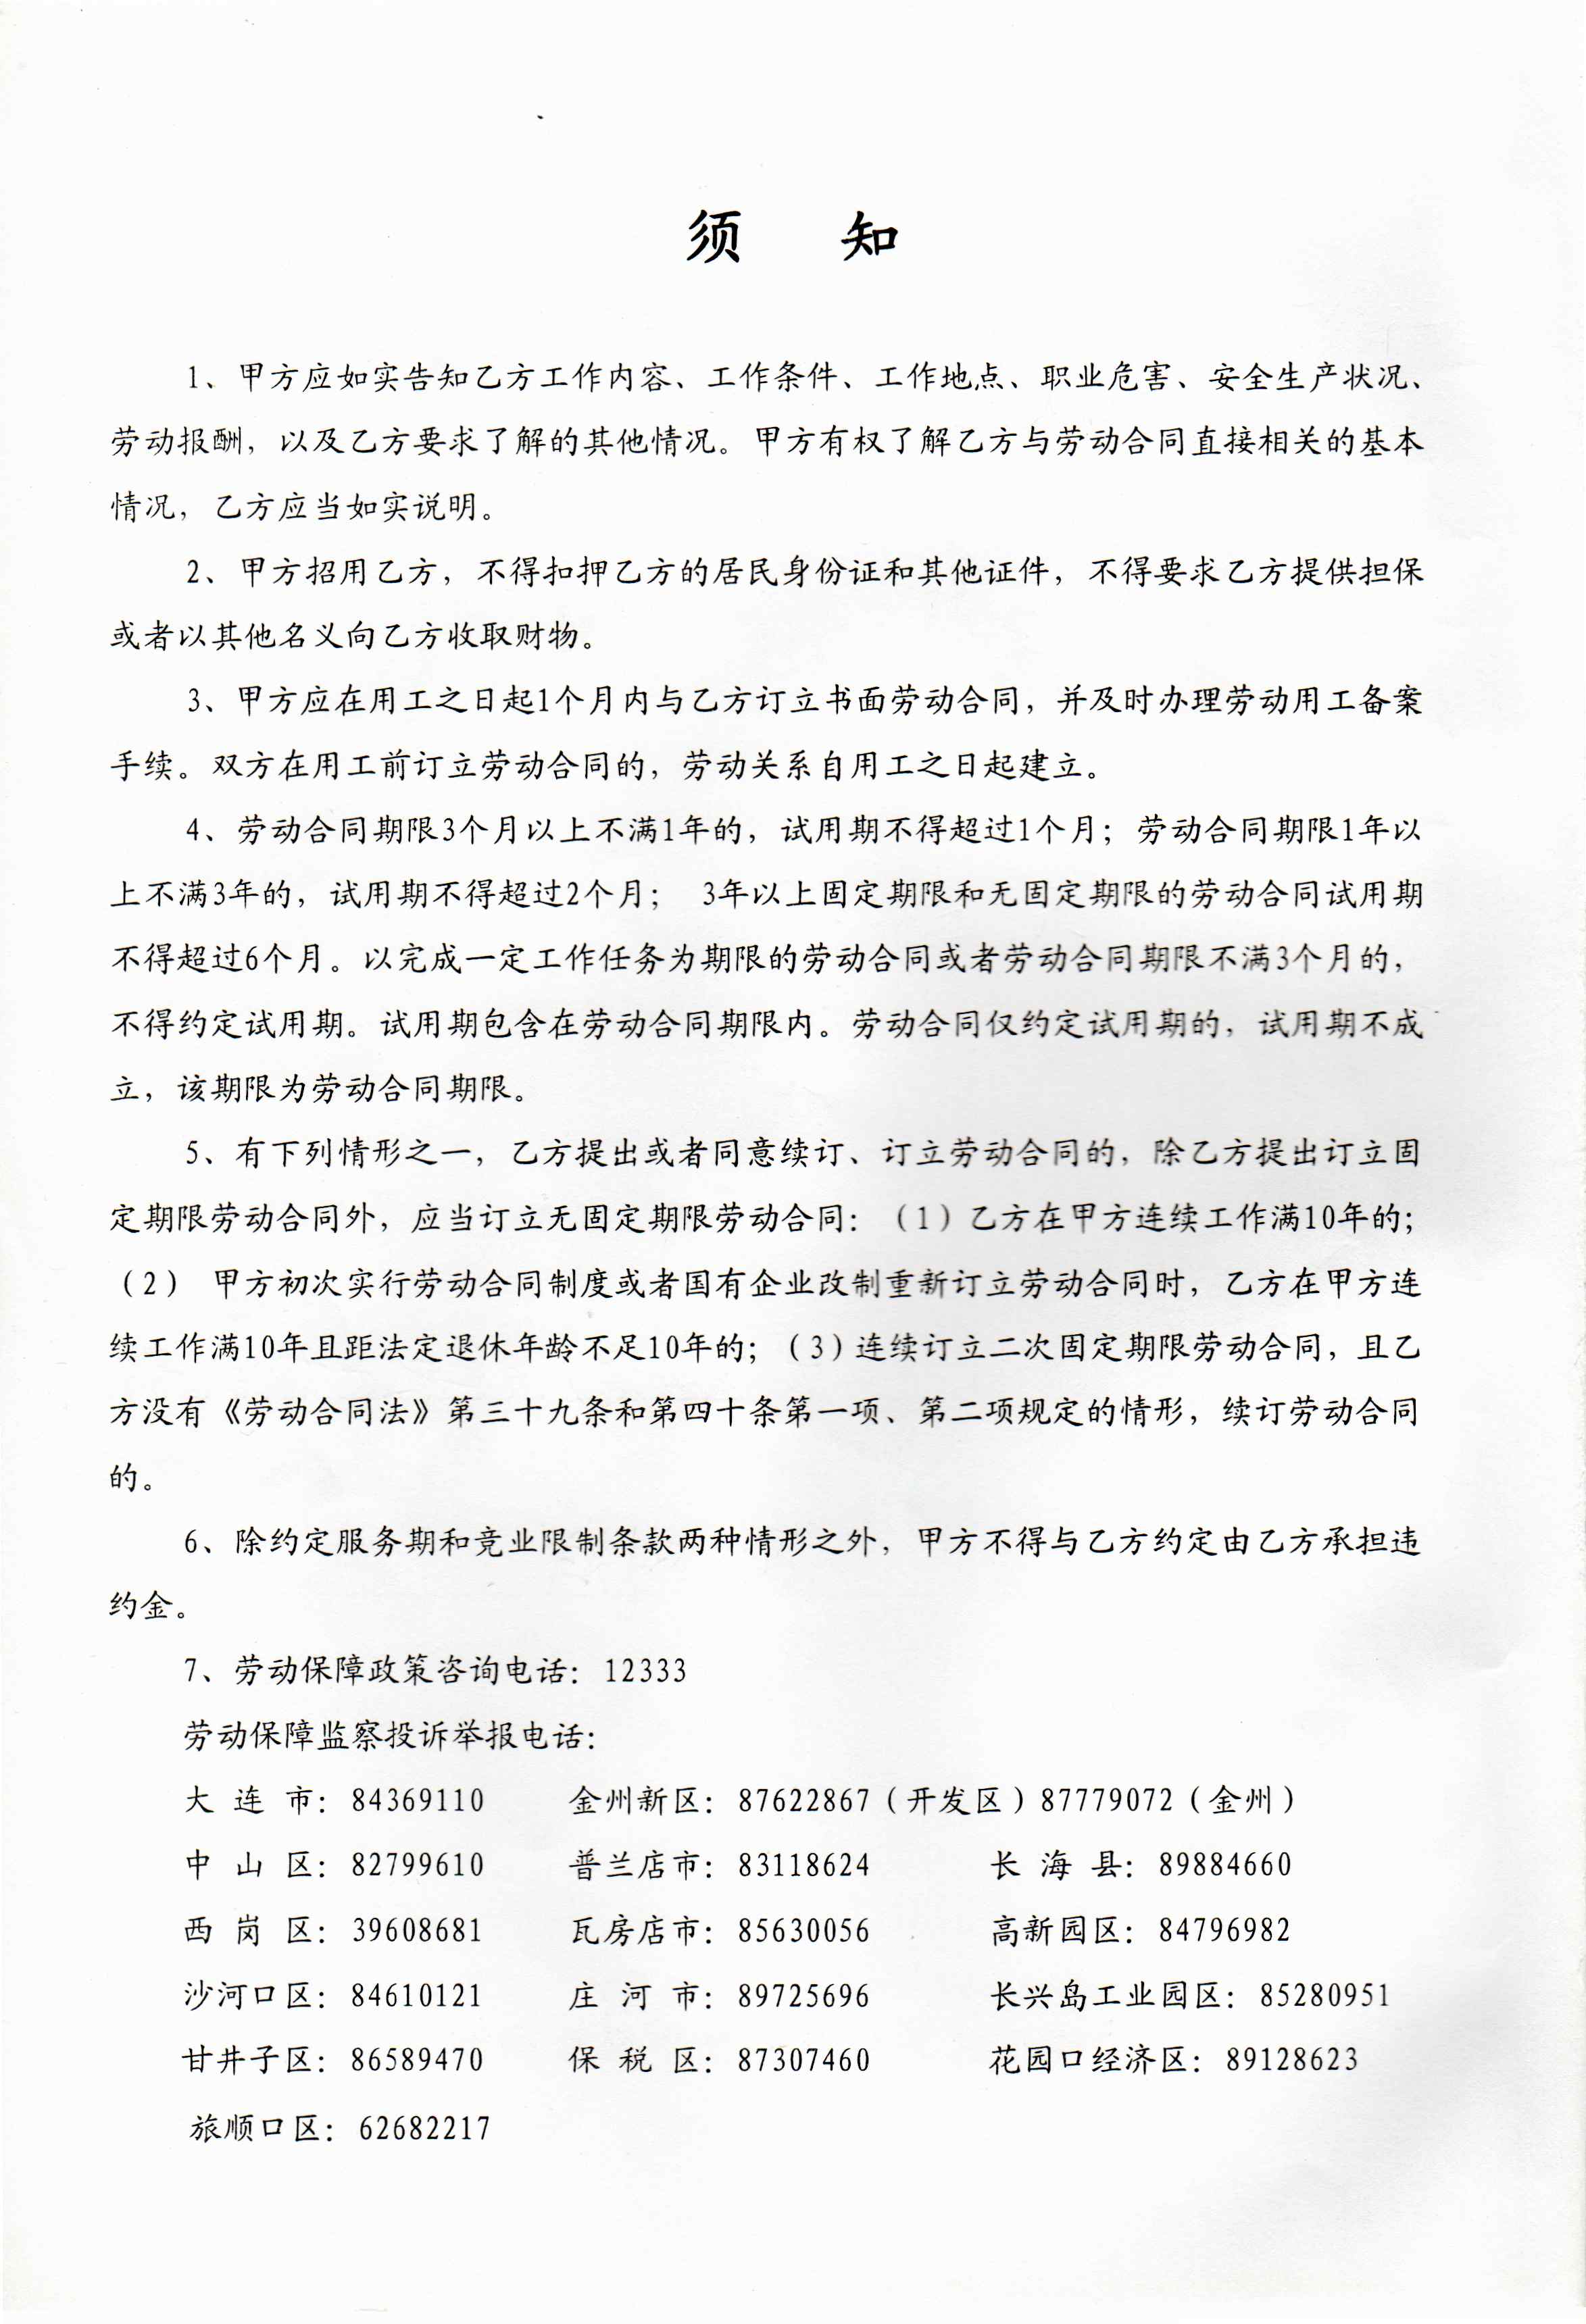 须 知
1、甲方应如实告知乙方工作内容、工作条件、工作地点、职业危害、安全生产状况、
劳动报酬，以及乙方要求了解的其他情况。甲方有权了解乙方与劳动合同直接相关的基本
情况，乙方应当如实说明。
2、甲方招用乙方，不得扣押乙方的居民身份证和其他证件，不得要求乙方提供担保
或者以其他名义向乙方收取财物。
3、甲方应在用工之日起1个月内与乙方订立书面劳动合同，并及时办理劳动用工备案
手续。双方在用工前订立劳动合同的，劳动关系自用工之日起建立。
4、劳动合同期限3个月以上不满1年的，试用期不得超过1个月；劳动合同期限1年以
上不满3年的，试用期不得超过2个月； 3年以上固定期限和无固定期限的劳动合同试用期
不得超过6个月。以完成一定工作任务为期限的劳动合同或者劳动合同期限不满3个月的，
不得约定试用期。试用期包含在劳动合同期限内。劳动合同仅约定试用期的，试用期不成
立，该期限为劳动合同期限。
5、有下列情形之一，乙方提出或者同意续订、订立劳动合同的，除乙方提出订立固
定期限劳动合同外，应当订立无固定期限劳动合同：（1）乙方在甲方连续工作满10年的；
（2） 甲方初次实行劳动合同制度或者国有企业改制重新订立劳动合同时，乙方在甲方连
续工作满10年且距法定退休年龄不足10年的；（3）连续订立二次固定期限劳动合同，且乙
方没有《劳动合同法》第三十九条和第四十条第一项、第二项规定的情形，续订劳动合同
的。
6、除约定服务期和竞业限制条款两种情形之外，甲方不得与乙方约定由乙方承担违
约金。
7、劳动保障政策咨询电话：12333
劳动保障监察投诉举报电话：
大 连 市：84369110 金州新区：87622867（开发区）87779072（金州）
中 山 区：82799610 普兰店市：83118624 长 海 县：89884660
西 岗 区：39608681 瓦房店市：85630056 高新园区：84796982
沙河口区：84610121 庄 河 市：89725696 长兴岛工业园区：85280951
甘井子区：86589470 保 税 区：87307460 花园口经济区：89128623
旅顺口区：62682217